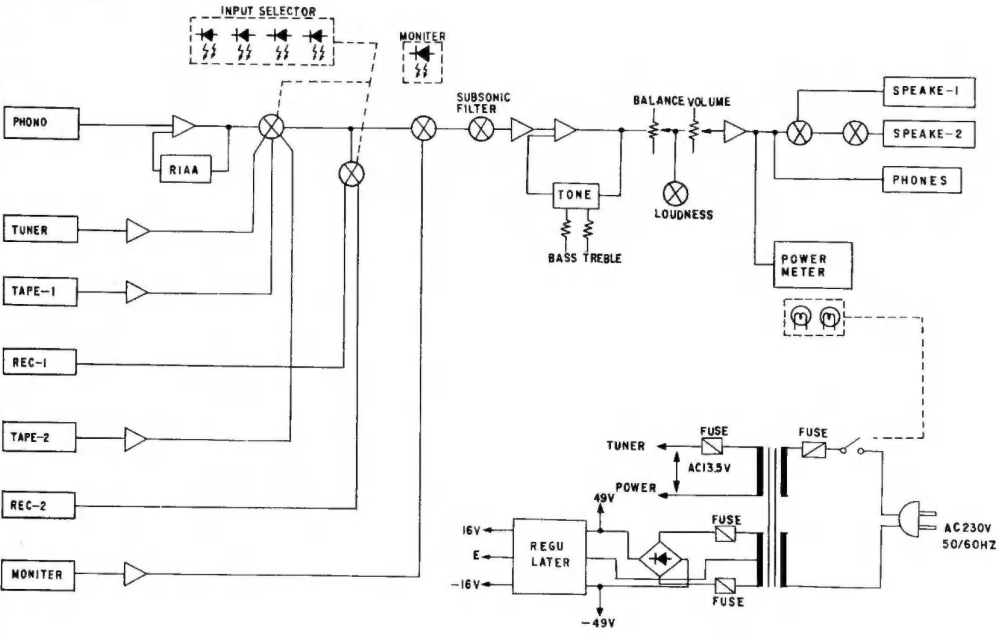 INPUT SELECTOR
MONITER
PHONO
RIAA
SUBSONIC
FILTER
BALANCE VOLUME
SPEAKE-1
SPEAKE-2
PHONES
TONE
LOUDNESS
BASS TREBLE
TUNER
POWER
METER
TAPE-1
REC-1
TAPE-2
REC-2
MONITER
TUNER
FUSE
FUSE
AC13.5V
POWER
49V
16V
E
-16V
REGU
LATER
FUSE
FUSE
-49V
AC230V
50/60HZ